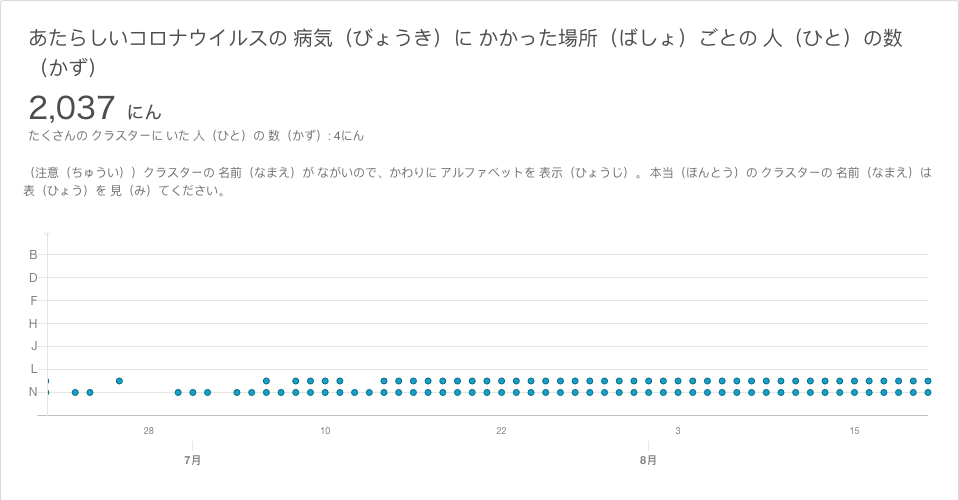 あたらしいコロナウイルスの 病気（びょうき）に かかった場所（ばしょ）ごとの 人（ひと）の数
（かず）
2,037 にん
たくさんの クラスターに いた 人（ひと）の 数（かず）: 4にん
（注意（ちゅうい））クラスターの 名前（なまえ）が ながいので、かわりに アルファベットを 表示（ひょうじ）。本当（ほんとう）の クラスターの 名前（なまえ）は
表（ひょう）を 見（み）てください。
B
D
F
H
J
L
N
28 10 22 3 15
7月 8月